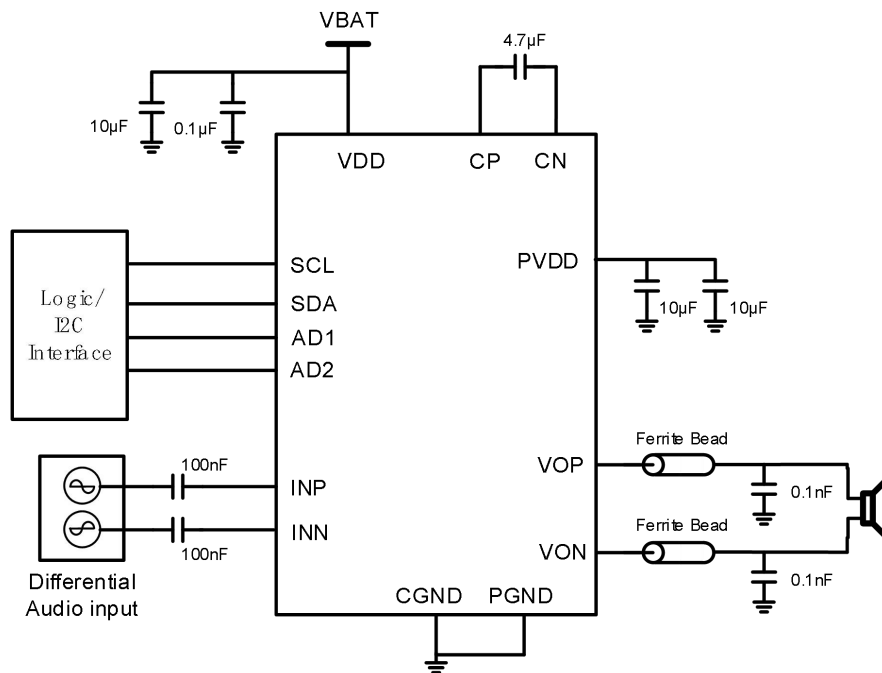 VBAT
4.7µF
10µF
0.1µF
VDD
CP
CN
Logic/
I2C
Interface
SCL
SDA
AD1
AD2
PVDD
10µF
10µF
100nF
INP
INN
100nF
Differential
Audio input
Ferrite Bead
VOP
0.1nF
Ferrite Bead
VON
0.1nF
CGND
PGND